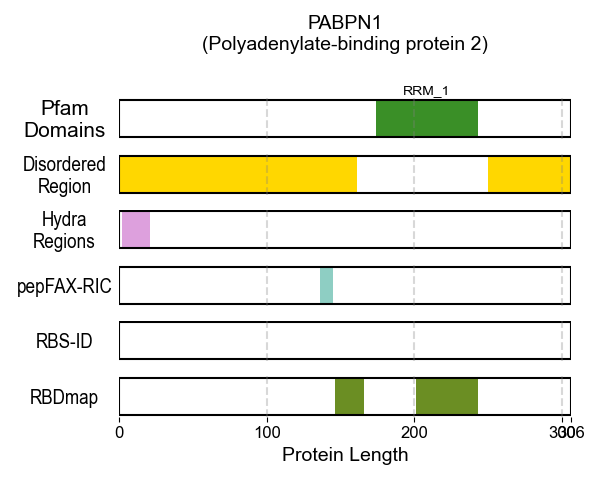 PABPN1
(Polyadenylate-binding protein 2)
RRM_1
Pfam
Domains
Disordered
Region
Hydra
Regions
pepFAX-RIC
RBS-ID
RBDmap
0 100 200 300 306
Protein Length